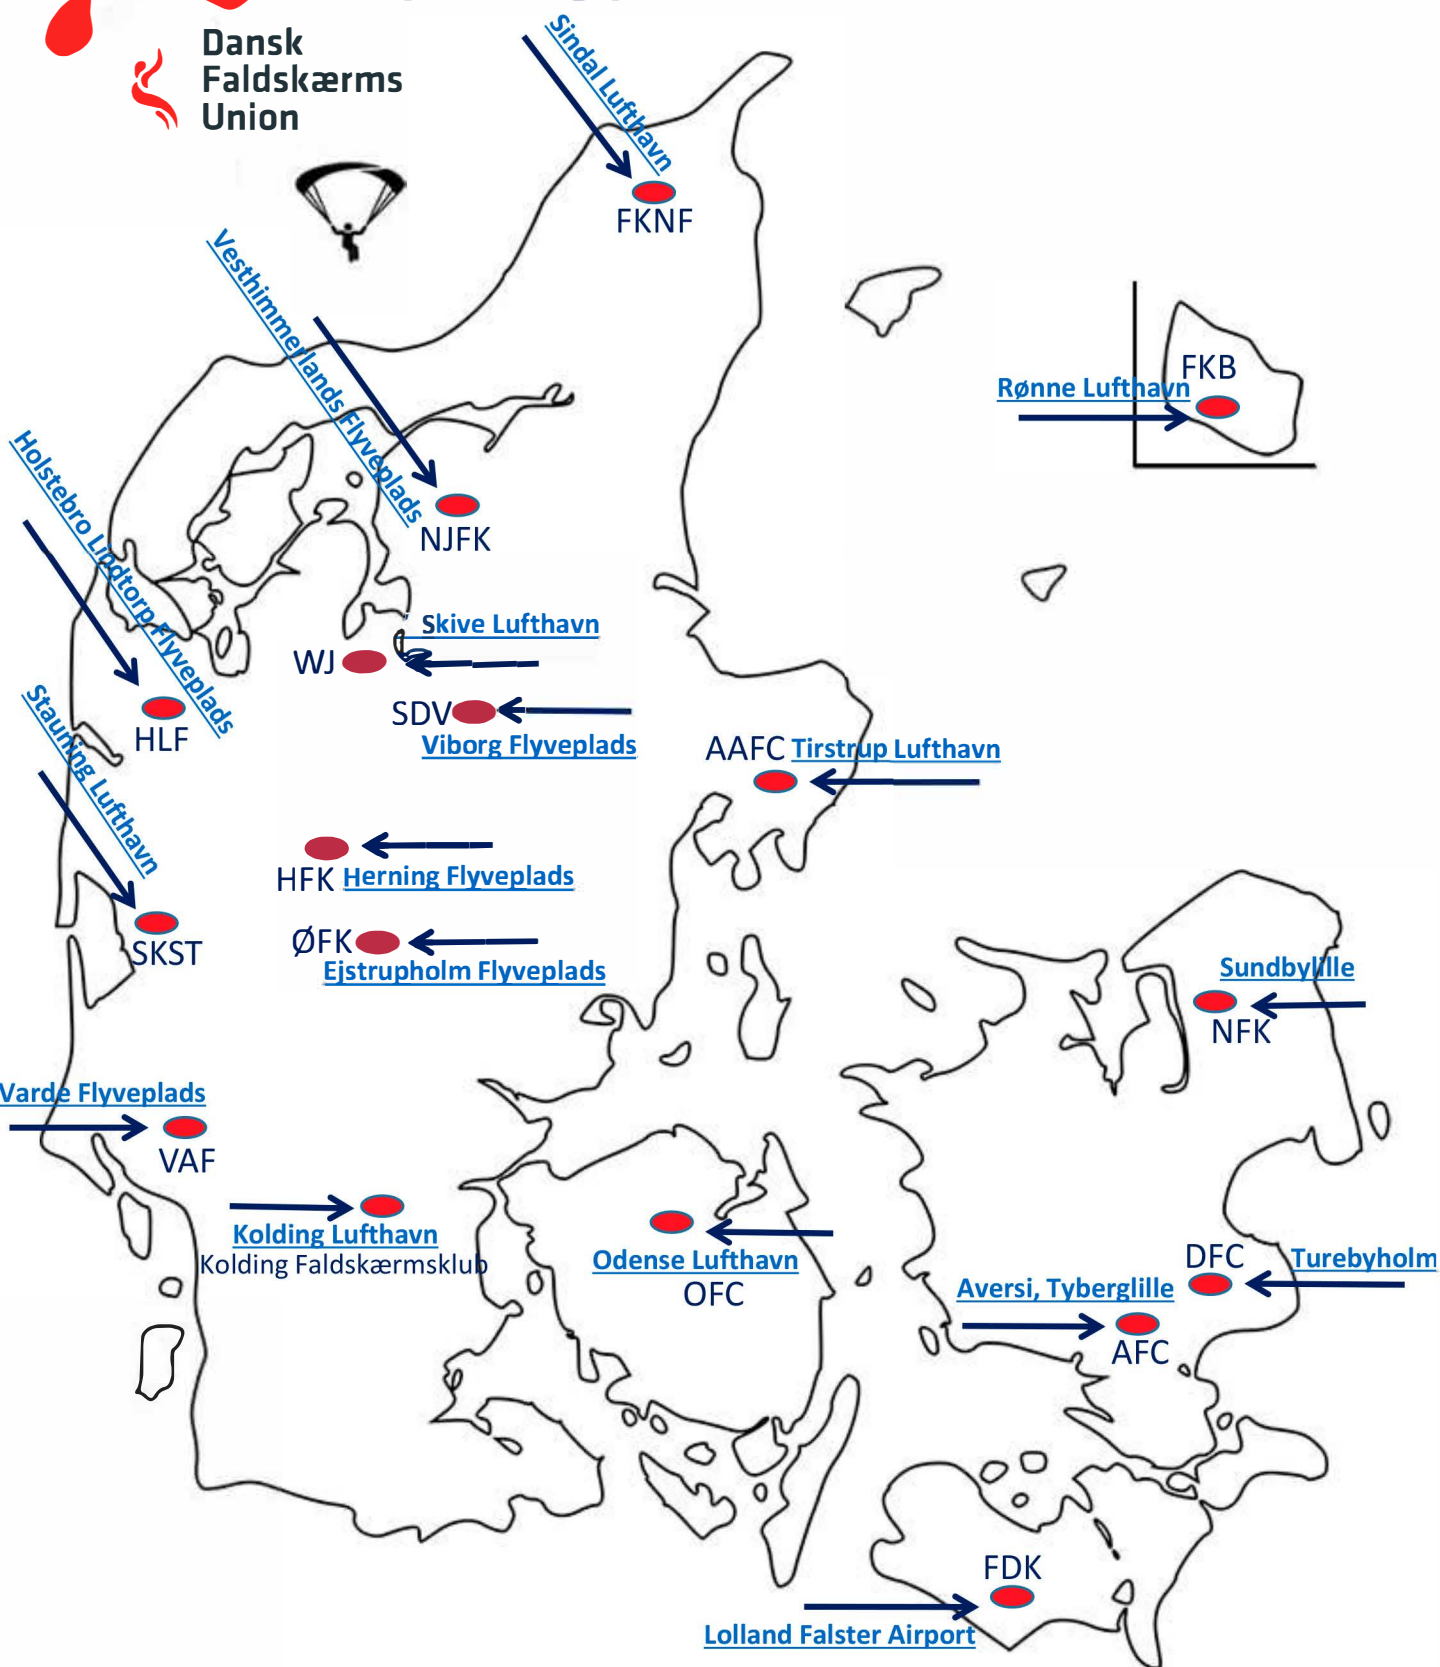 Dansk
Faldskærms
Union
Sindal Lufthavn
FKNF
Vesthimmerlands Flyveplads
NJFK
FKB
Rønne Lufthavn
Holstebro Lindtorp Flyveplads
HLF
Skive Lufthavn
WJ
SDV
Viborg Flyveplads
AAFC
Tirstrup Lufthavn
Stauning Lufthavn
SKST
HFK
Herning Flyveplads
ØFK
Ejstrupholm Flyveplads
Sundbylille
NFK
Varde Flyveplads
VAF
Kolding Lufthavn
Kolding Faldskærmsklub
Odense Lufthavn
OFC
DFC
Turebyholm
Aversi, Tyberglille
AFC
FDK
Lolland Falster Airport